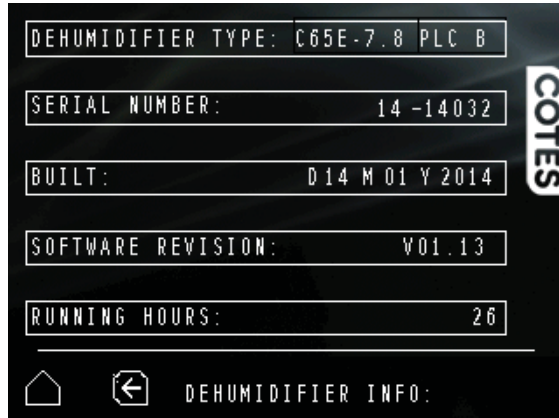 DEHUMIDIFIER TYPE: C65E-7.8 PLC B
SERIAL NUMBER: 14-14032
BUILT: D14 M 01 Y 2014
SOFTWARE REVISION: V01.13
RUNNING HOURS: 26
DEHUMIDIFIER INFO:
COTES